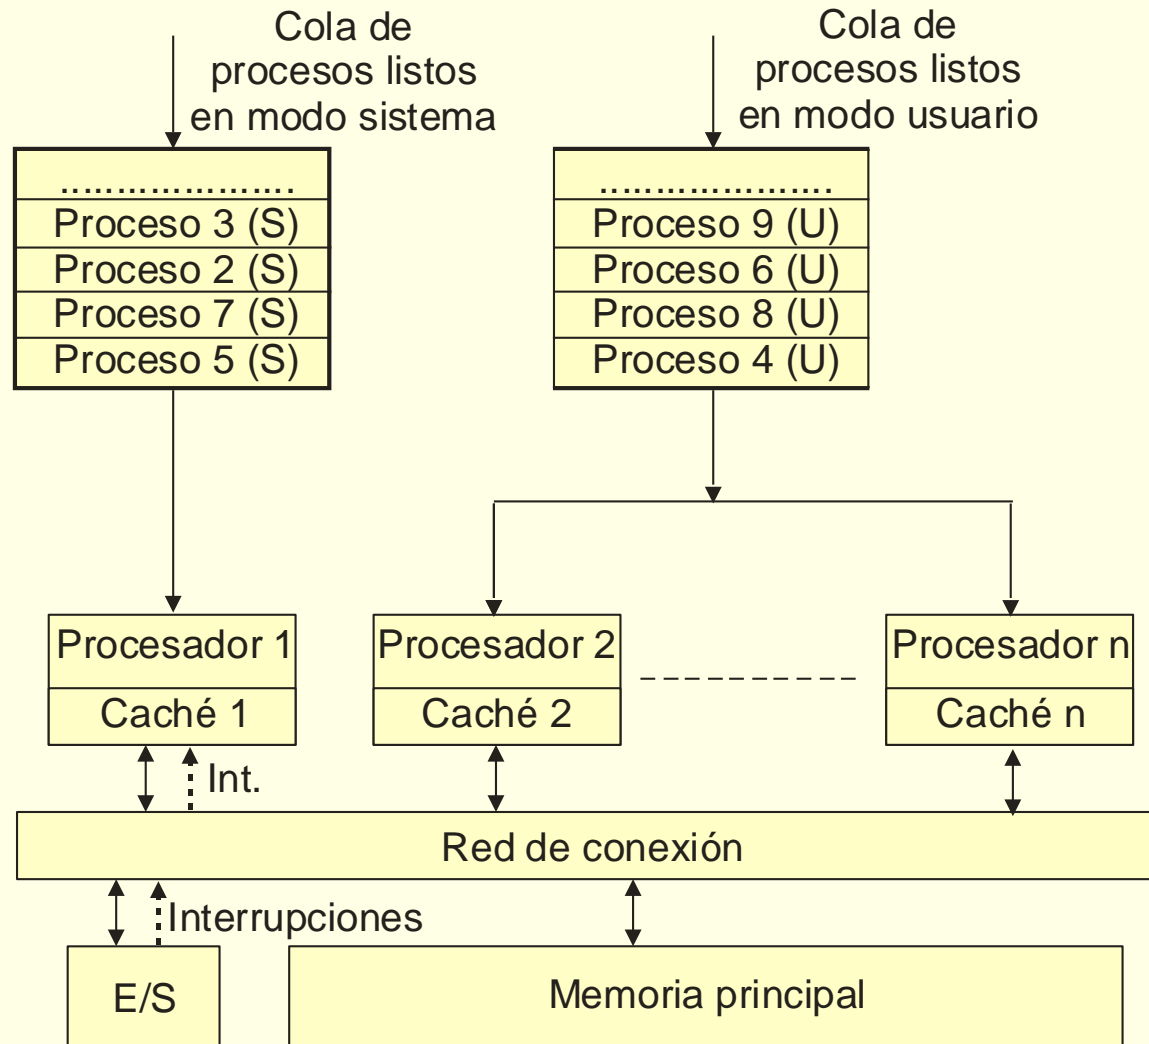 Cola de
procesos listos
en modo sistema
Cola de
procesos listos
en modo usuario
.....................
Proceso 3 (S)
Proceso 2 (S)
Proceso 7 (S)
Proceso 5 (S)
.....................
Proceso 9 (U)
Proceso 6 (U)
Proceso 8 (U)
Proceso 4 (U)
Procesador 1
Caché 1
Procesador 2
Caché 2
Procesador n
Caché n
Int.
Red de conexión
Interrupciones
E/S
Memoria principal